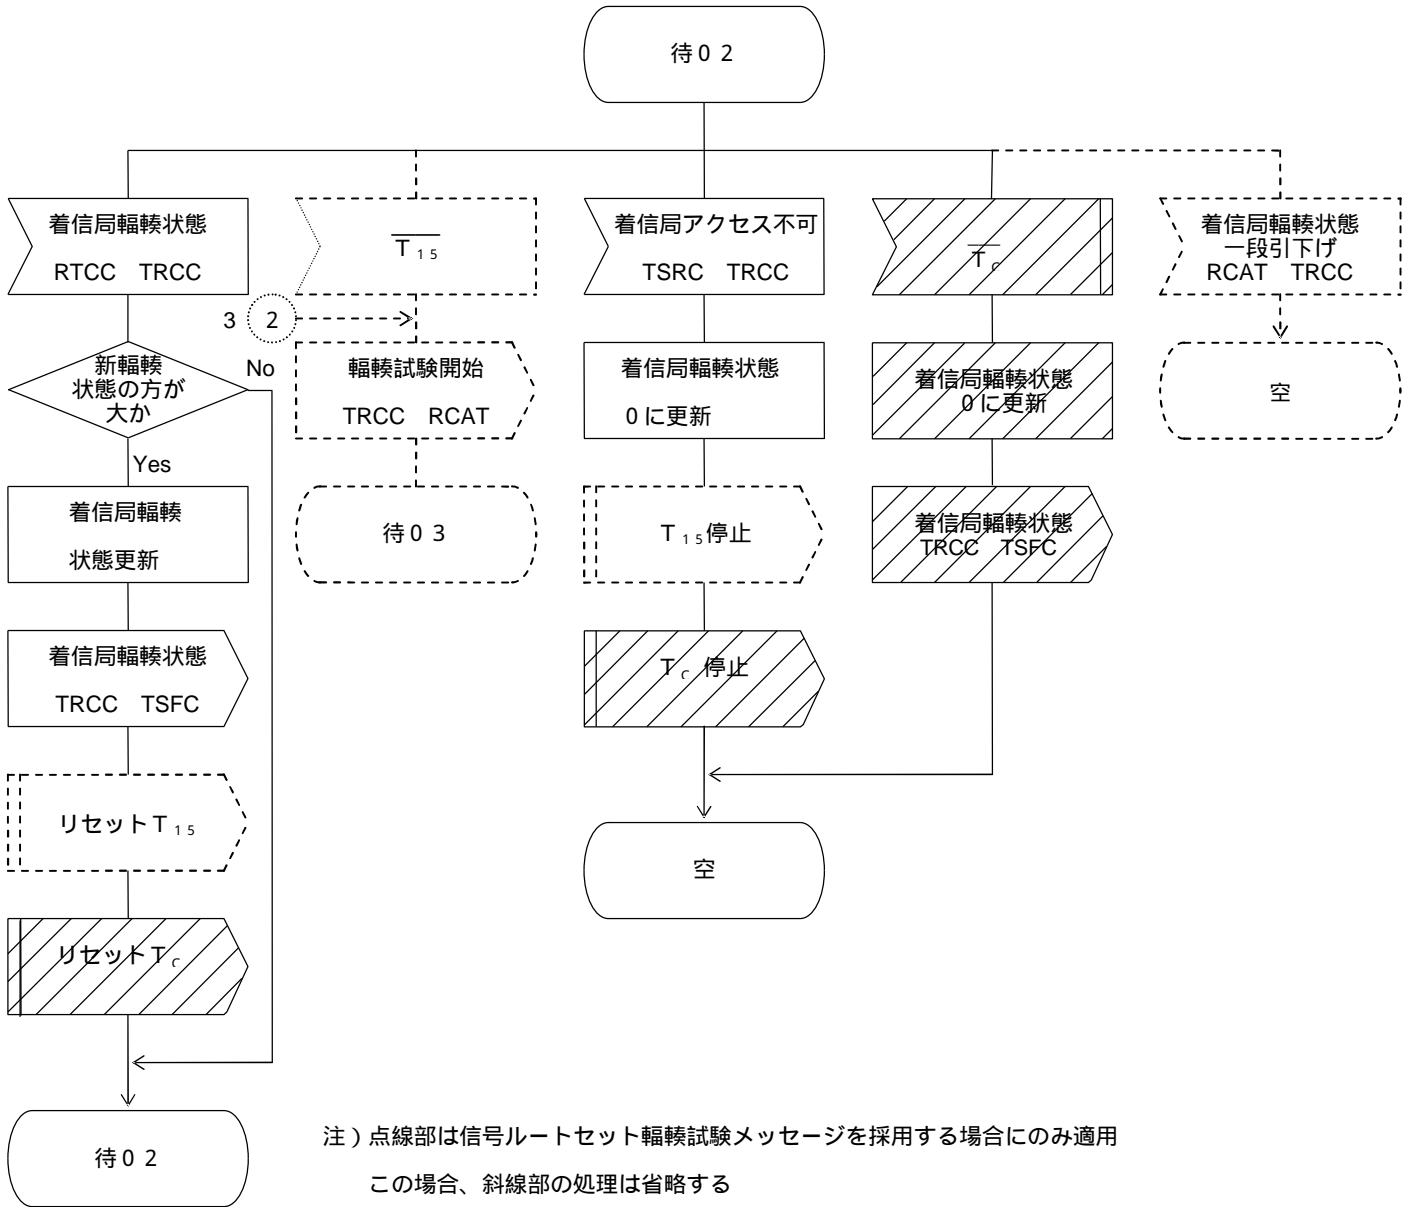 待０２
着信局輻輳状態
RTCC TRCC
T15
着信局アクセス不可
TSRC TRCC
Tc
着信局輻輳状態
一段引下げ
RCAT TRCC
3
2
新輻輳
状態の方が
大か
No
Yes
輻輳試験開始
TRCC RCAT
着信局輻輳状態
0に更新
着信局輻輳状態
0に更新
空
着信局輻輳
状態更新
待０３
T15停止
着信局輻輳状態
TRCC TSFC
着信局輻輳状態
TRCC TSFC
Tc 停止
リセットT15
空
リセットTc
待０２
注）点線部は信号ルートセット輻輳試験メッセージを採用する場合にのみ適用
この場合、斜線部の処理は省略する